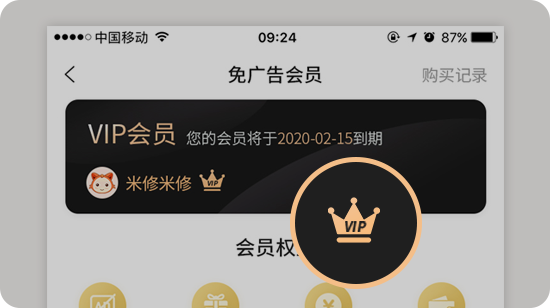 中国移动 09:24 87%
免广告会员 购买记录
VIP会员 您的会员将于2020-02-15到期
米修米修 VIP
VIP
会员权
AD ¥